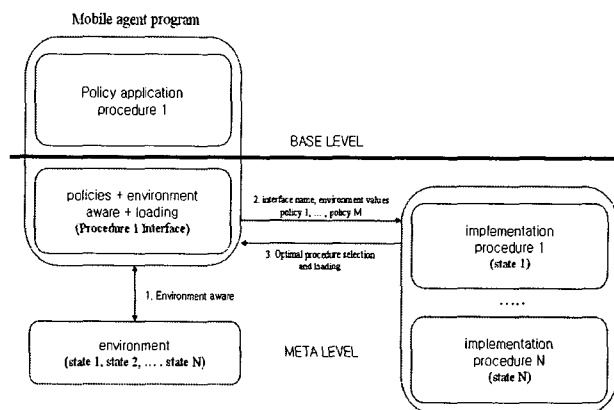 Mobile agent program
Policy application
procedure 1
BASE LEVEL
policies + environment
aware + loading
(Procedure 1 Interface)
2. interface name, environment values
policy 1, ... , policy M
3. Optimal procedure selection
and loading
implementation
procedure 1
(state 1)
.....
1. Environment aware
environment
(state 1, state 2, .... state N)
META LEVEL
implementation
procedure N
(state N)